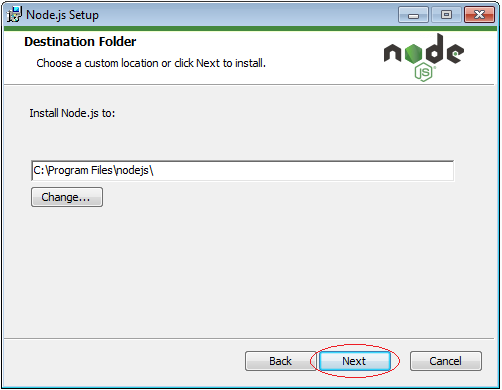 Node.js Setup
Destination Folder
Choose a custom location or click Next to install.
node
JS
Install Node.js to:
C:\Program Files\nodejs\
Change...
Back
Next
Cancel